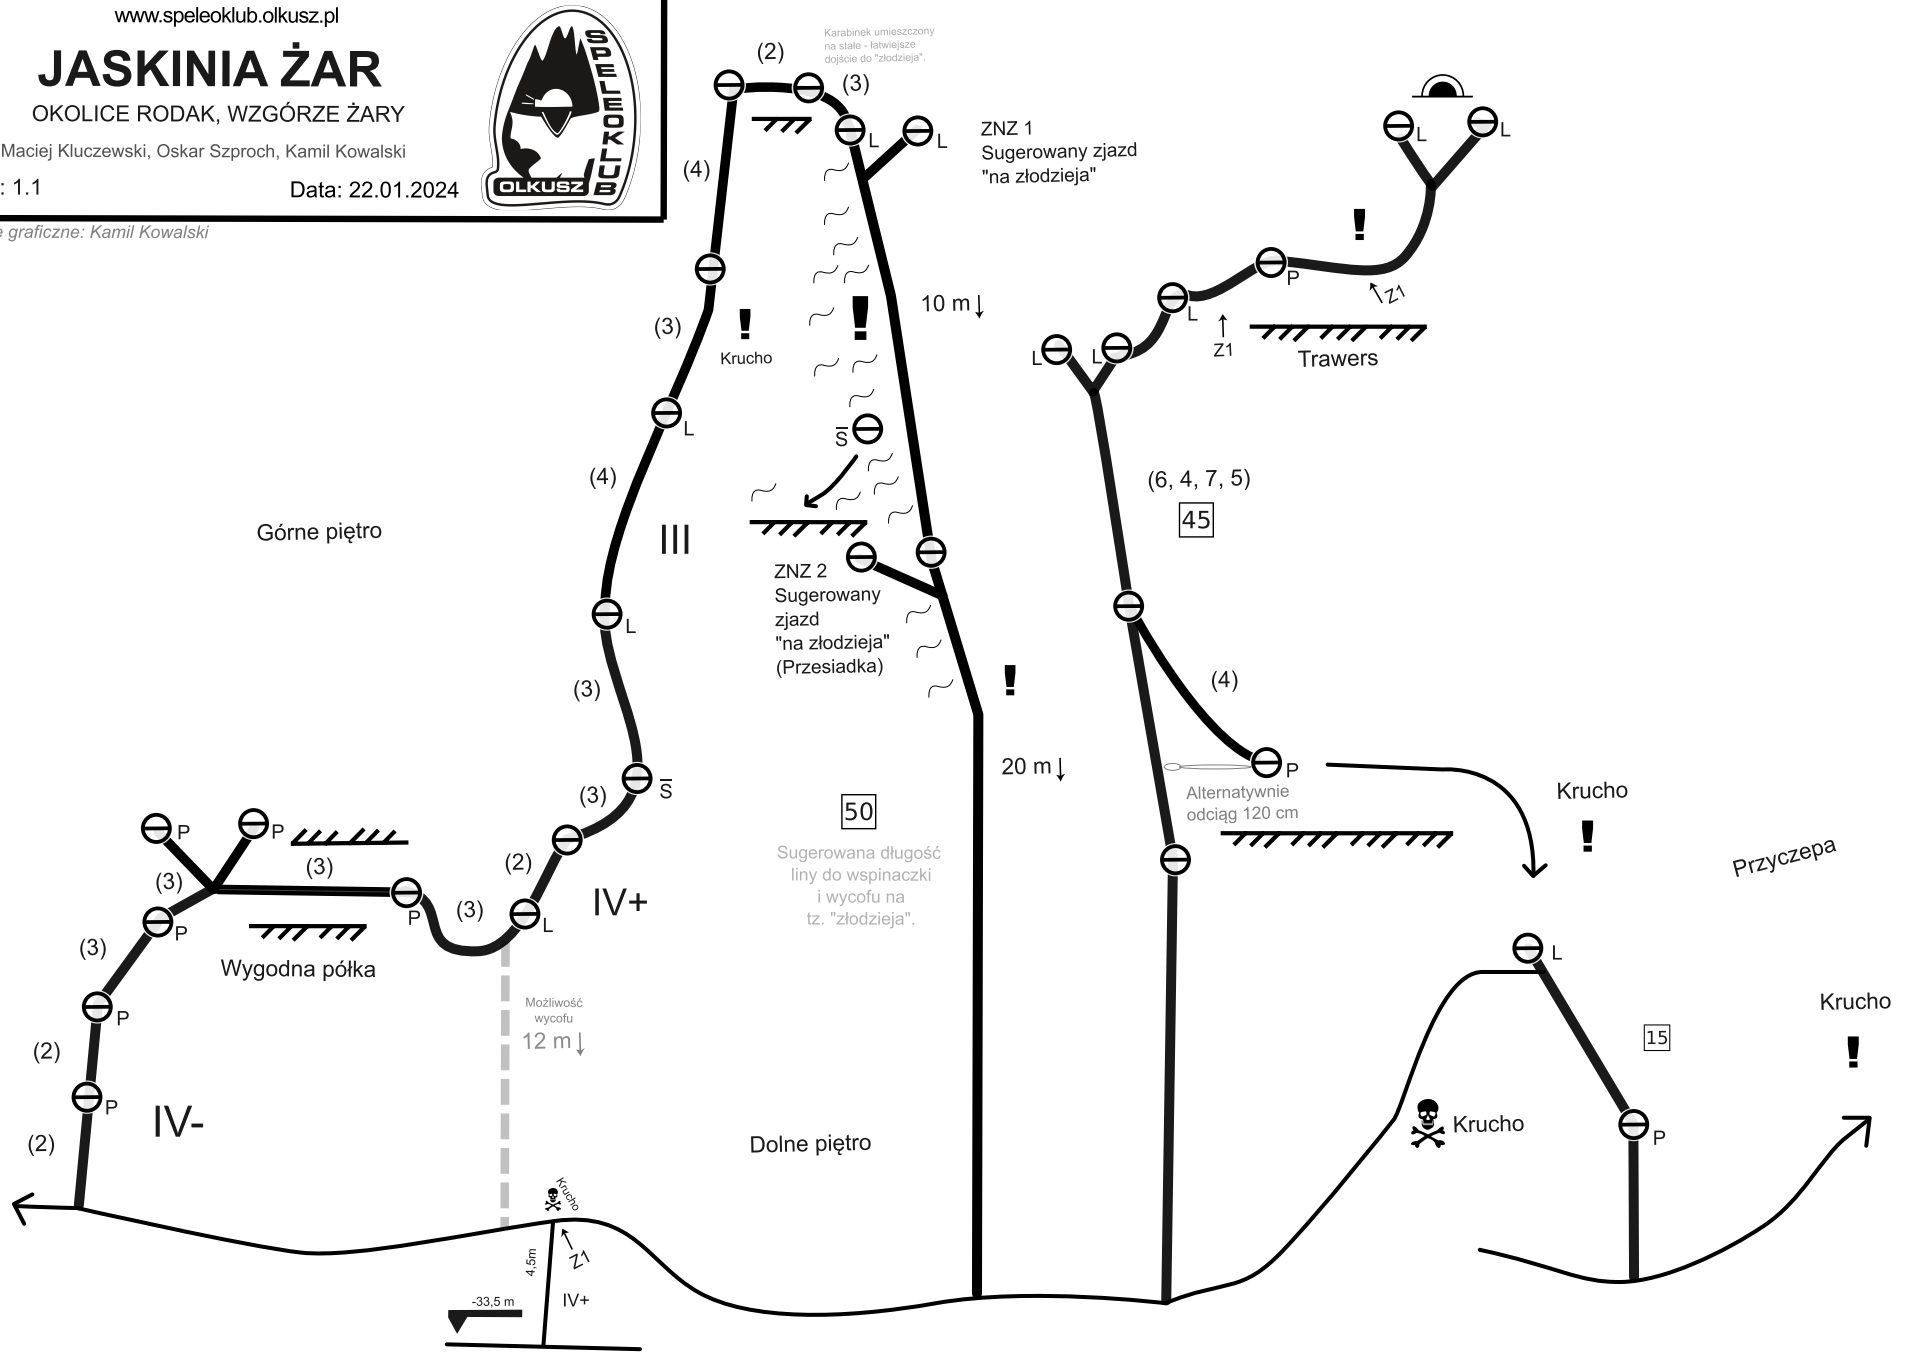 www.speleoklub.olkusz.pl
JASKINIA ŻAR
OKOLICE RODAK, WZGÓRZE ŻARY
Maciej Kluczewski, Oskar Szproch, Kamil Kowalski
: 1.1
Data: 22.01.2024
SPELEOKLUB
OLKUSZ
e graficzne: Kamil Kowalski
Karabinek umieszczony
na stałe - łatwiejsze
dojście do "złodzieja".
(2)
(3)
L
L
ZNZ 1
Sugerowany zjazd
"na złodzieja"
L
L
(4)
!
P
Z1
10 m↓
L
Z1
Trawers
(3)
!
Krucho
!
L
L
L
S
(4)
(6, 4, 7, 5)
45
Górne piętro
III
ZNZ 2
Sugerowany
zjazd
"na złodzieja"
(Przesiadka)
L
(3)
!
(4)
20 m↓
P
Alternatywnie
odciąg 120 cm
Krucho
!
S
(3)
50
Sugerowana długość
liny do wspinaczki
i wycofu na
tz. "złodzieja".
P
P
(3)
(3)
(2)
Przyczepa
P
P
(3)
L
IV+
(3)
Wygodna półka
L
P
Możliwość
wycofu
12 m↓
Krucho
!
15
(2)
P
IV-
(2)
Krucho
P
Dolne piętro
Krucho
Z1
4,5m
IV+
-33,5 m